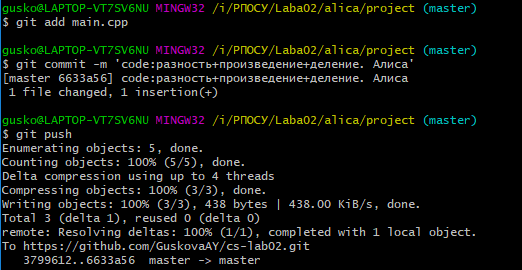 gusko@LAPTOP-VT7SV6NU MINGW32 /i/РПОСУ/Laba02/alica/project (master)
$ git add main.cpp
gusko@LAPTOP-VT7SV6NU MINGW32 /i/РПОСУ/Laba02/alica/project (master)
$ git commit -m 'code:разность+произведение+деление. Алиса'
[master 6633a56] code:разность+произведение+деление. Алиса
1 file changed, 1 insertion(+)
gusko@LAPTOP-VT7SV6NU MINGW32 /i/РПОСУ/Laba02/alica/project (master)
$ git push
Enumerating objects: 5, done.
Counting objects: 100% (5/5), done.
Delta compression using up to 4 threads
Compressing objects: 100% (3/3), done.
Writing objects: 100% (3/3), 438 bytes | 438.00 KiB/s, done.
Total 3 (delta 1), reused 0 (delta 0)
remote: Resolving deltas: 100% (1/1), completed with 1 local object.
To https://github.com/GuskovaAY/cs-lab02.git
3799612..6633a56 master -> master